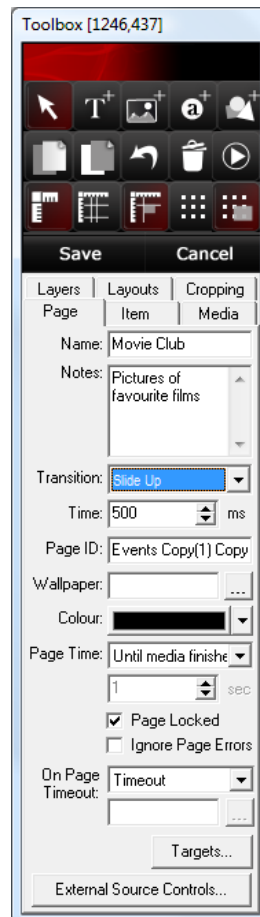 Toolbox [1246,437]
T
a
Save Cancel
Layers Layouts Cropping
Page Item Media
Name: Movie Club
Notes: Pictures of
favourite films
Transition: Slide Up
Time: 500 ms
Page ID: Events Copy(1) Copy
Wallpaper: ...
Colour:
Page Time: Until media finishe
1 sec
Page Locked
Ignore Page Errors
On Page Timeout
Timeout: ...
Targets...
External Source Controls...